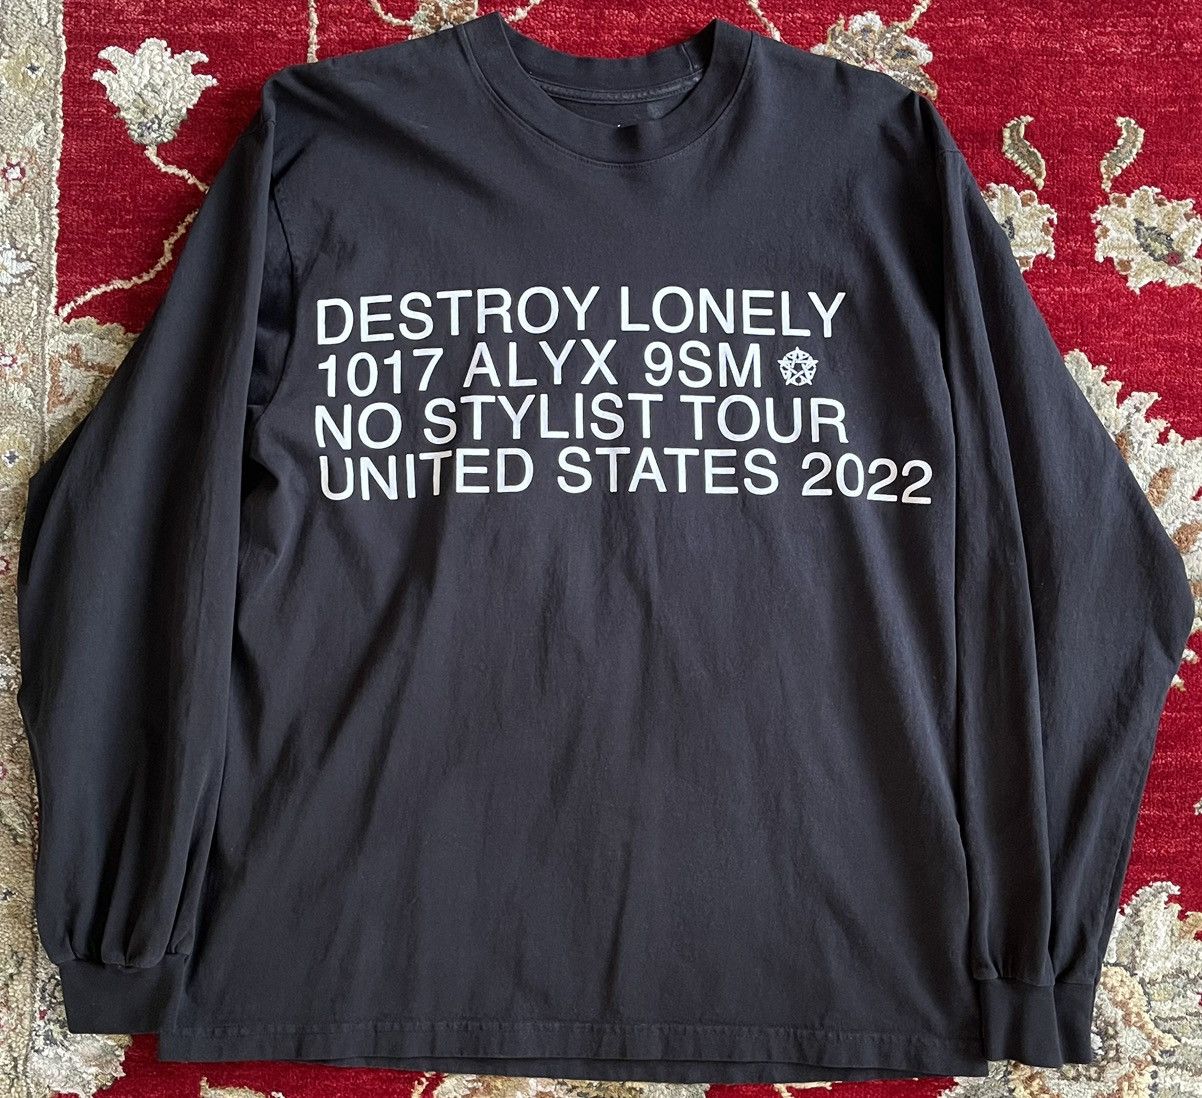 DESTROY LONELY
1017 ALYX 9SM
NO STYLIST TOUR
UNITED STATES 2022